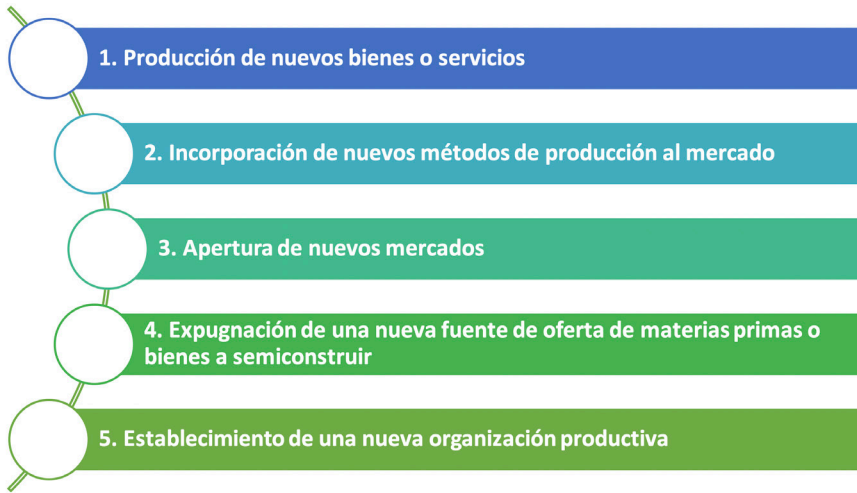 1. Producción de nuevos bienes o servicios
2. Incorporación de nuevos métodos de producción al mercado
3. Apertura de nuevos mercados
4. Expugnación de una nueva fuente de oferta de materias primas o
bienes a semiconstruir
5. Establecimiento de una nueva organización productiva